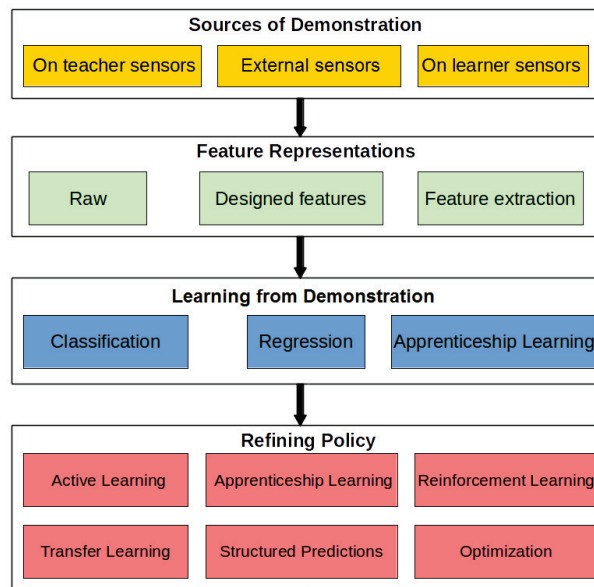 Sources of Demonstration
On teacher sensors
External sensors
On learner sensors
Feature Representations
Raw
Designed features
Feature extraction
Learning from Demonstration
Classification
Regression
Apprenticeship Learning
Refining Policy
Active Learning
Apprenticeship Learning
Reinforcement Learning
Transfer Learning
Structured Predictions
Optimization